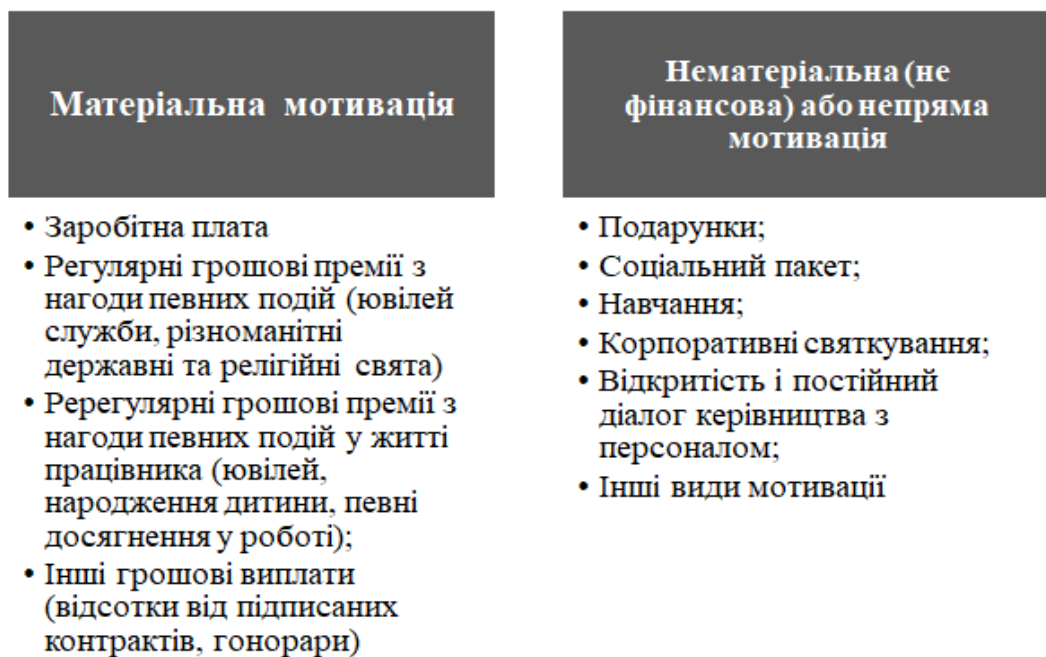 Матеріальна мотивація
• Заробітна плата
• Регулярні грошові премії з
нагоди певних подій (ювілей
служби, різноманітні
державні та релігійні свята)
• Ререгулярні грошові премії з
нагоди певних подій у житті
працівника (ювілей,
народження дитини, певні
досягнення у роботі);
• Інші грошові виплати
(відсотки від підписаних
контрактів, гонорари)
Нематеріальна (не
фінансова) або непряма
мотивація
• Подарунки;
• Соціальний пакет;
• Навчання;
• Корпоративні святкування;
• Відкритість і постійний
діалог керівництва з
персоналом;
• Інші види мотивації